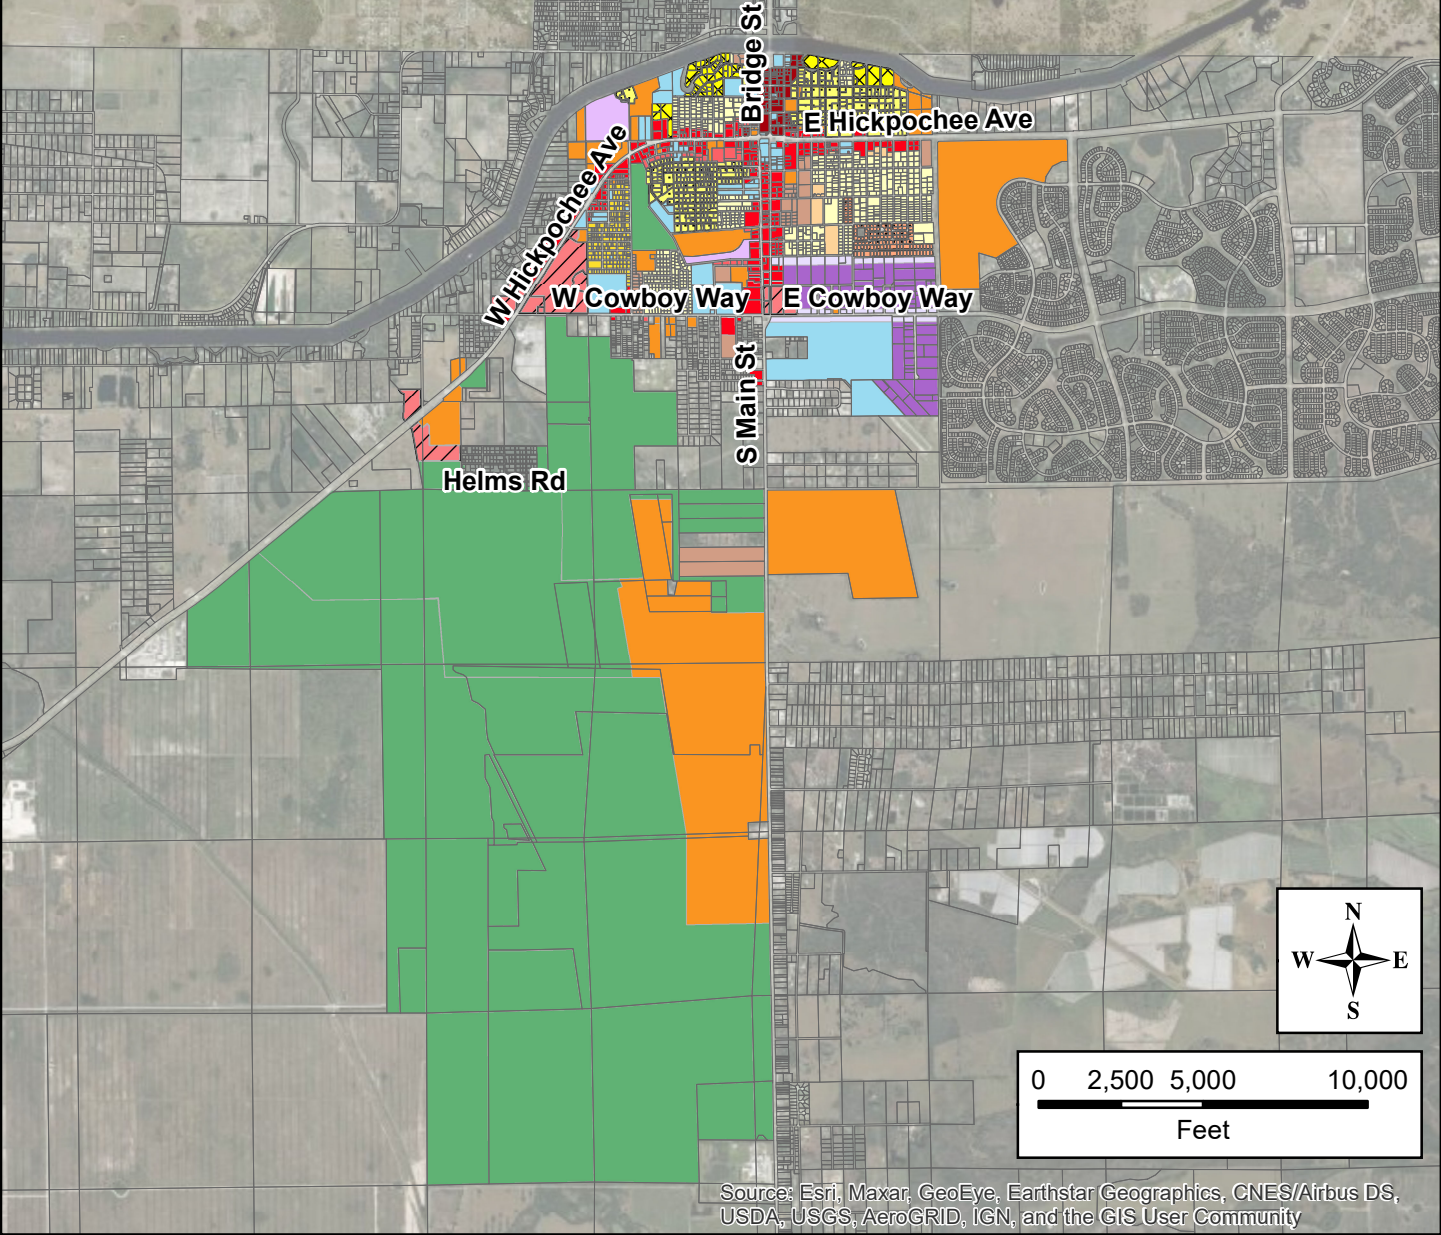 Bridge St
E Hickpochee Ave
W Hickpochee Ave
W Cowboy Way
E Cowboy Way
S Main St
Helms Rd
N
W
E
S
0 2,500 5,000 10,000
Feet
Source: Esri, Maxar, GeoEye, Earthstar Geographics, CNES/Airbus DS,
USDA, USGS, AeroGRID, IGN, and the GIS User Community